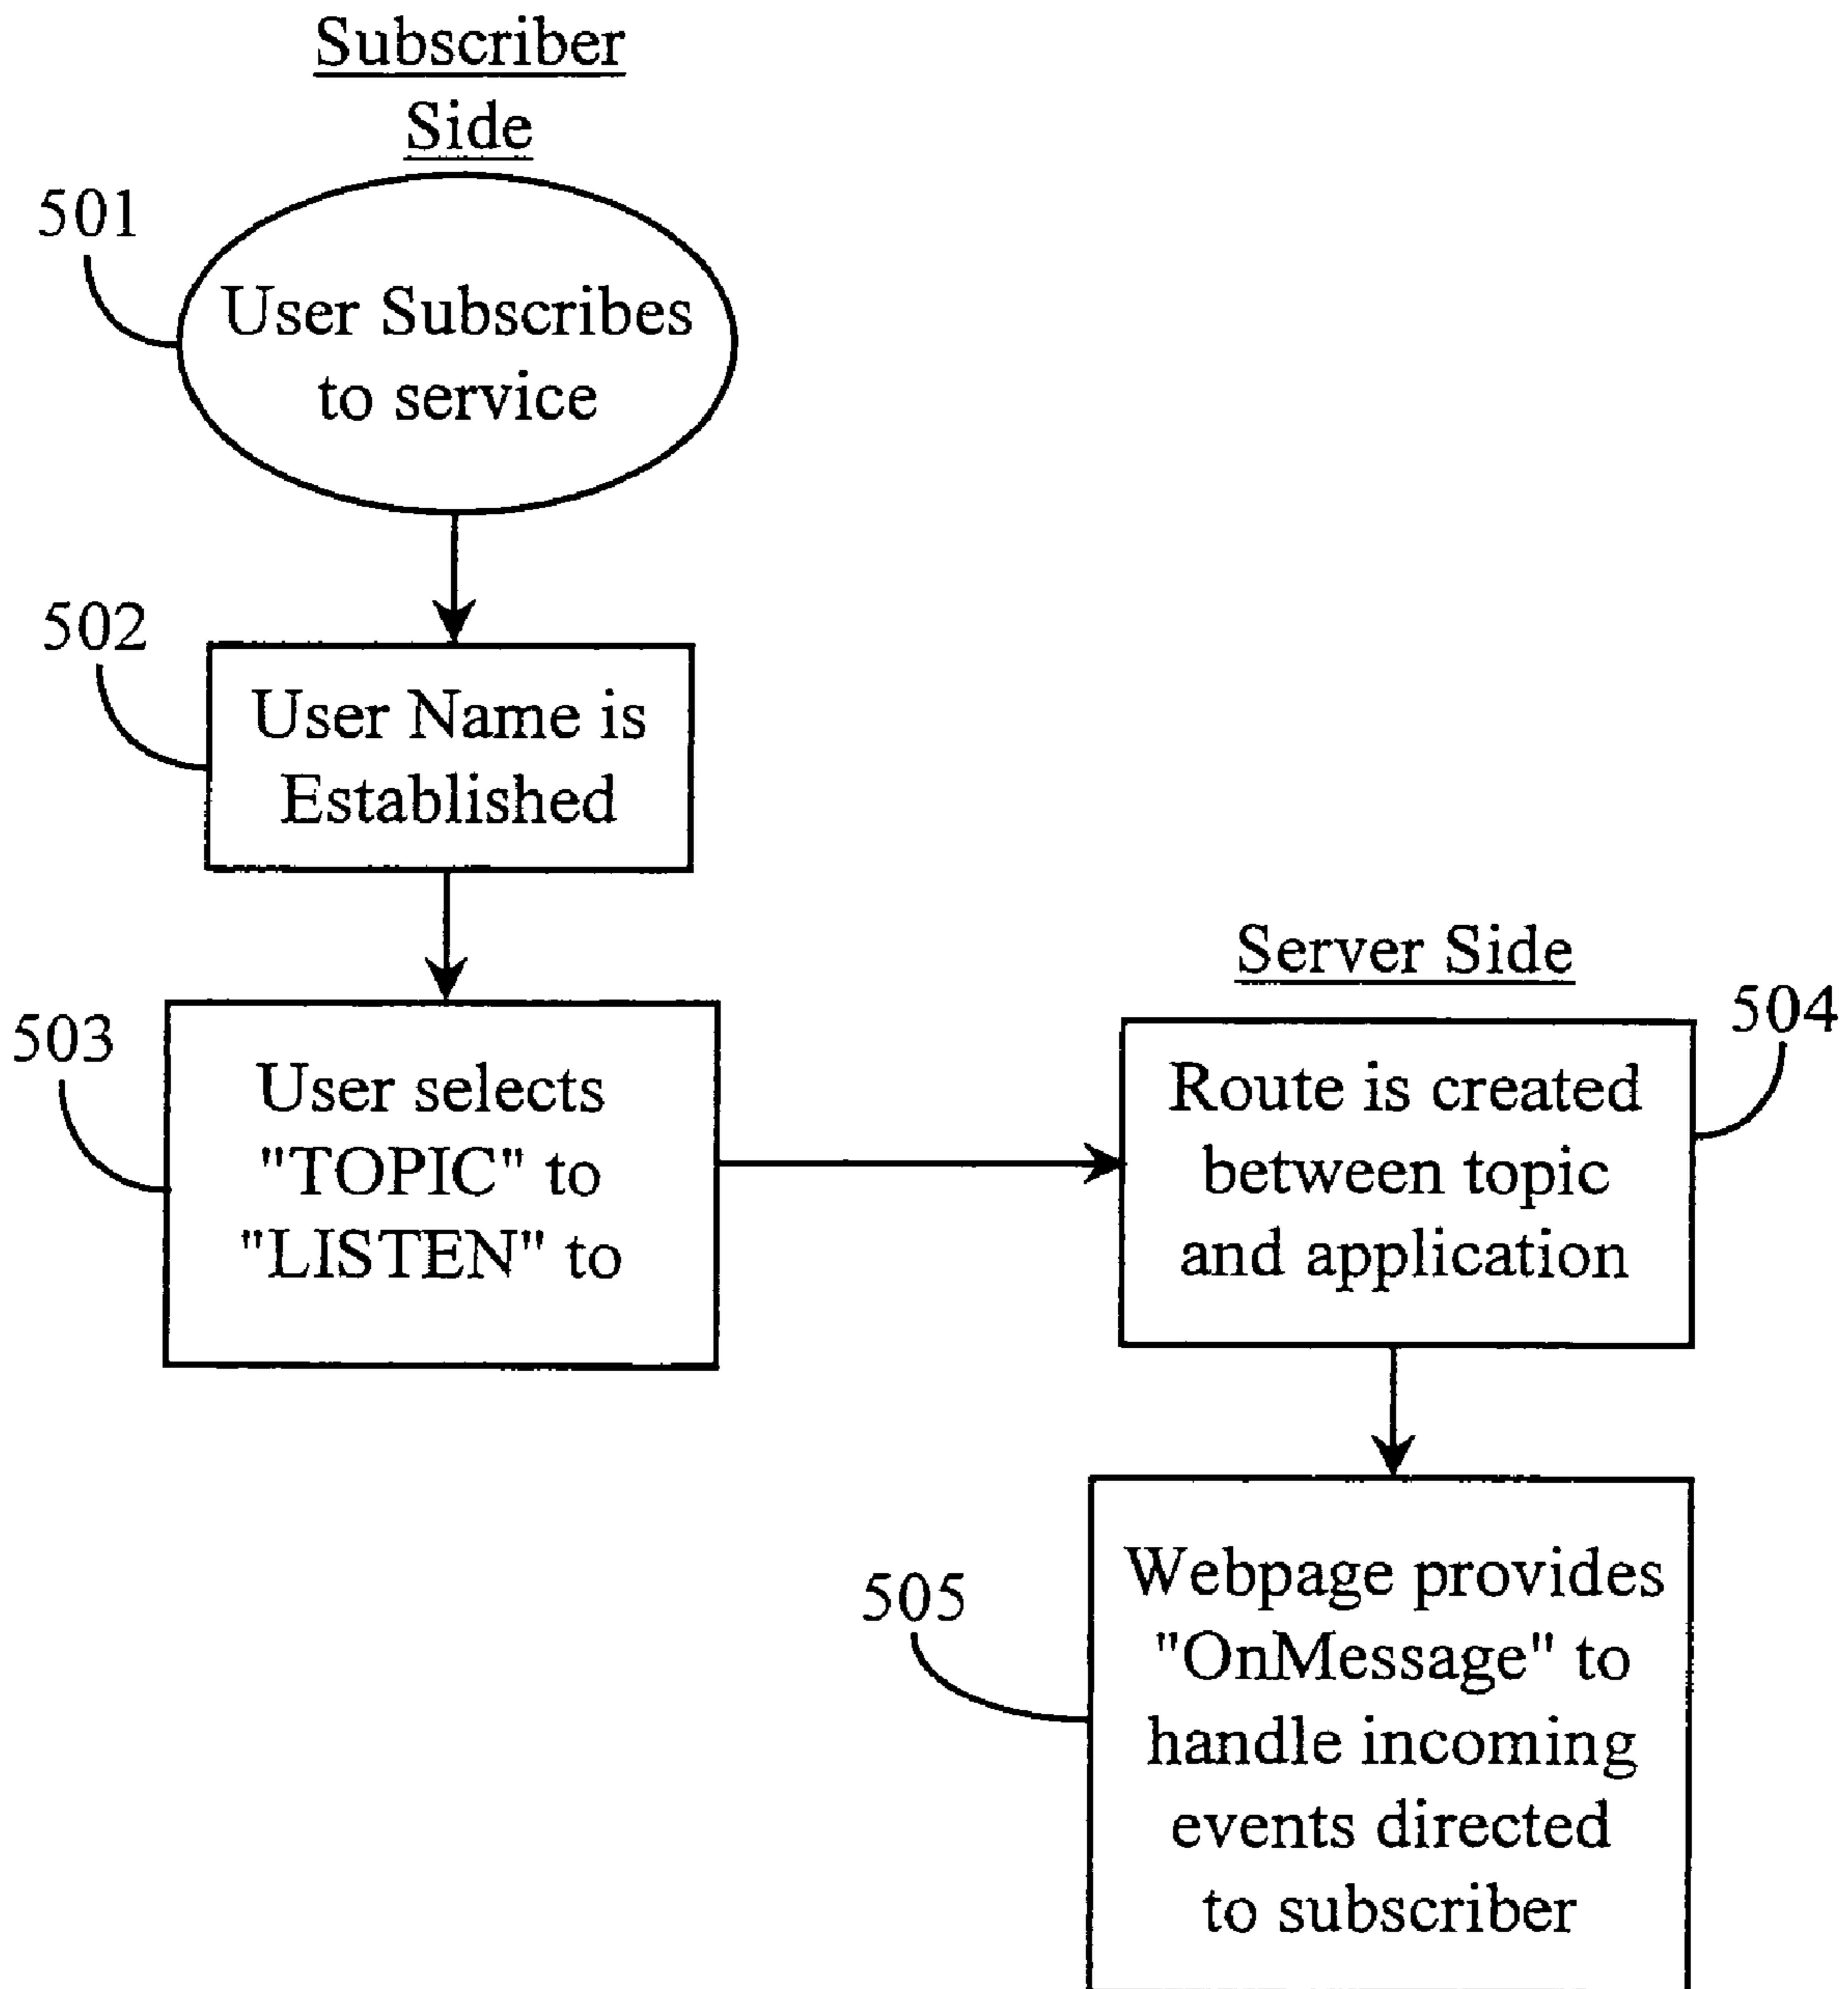 Subscriber
Side
501
User Subscribes
to service
502
User Name is
Established
503
User selects
"TOPIC" to
"LISTEN" to
Server Side
504
Route is created
between topic
and application
505
Webpage provides
"OnMessage" to
handle incoming
events directed
to subscriber